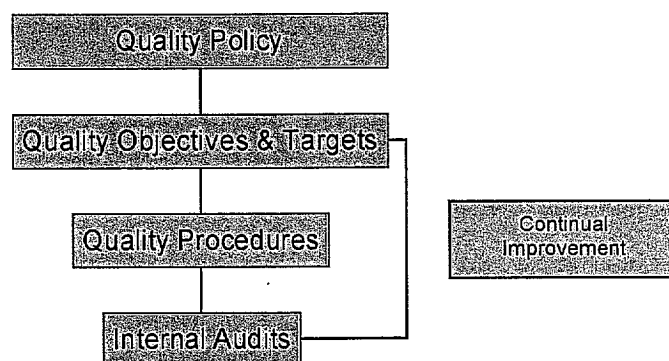 Quality Policy
Quality Objectives & Targets
Quality Procedures
Continual
Improvement
Internal Audits